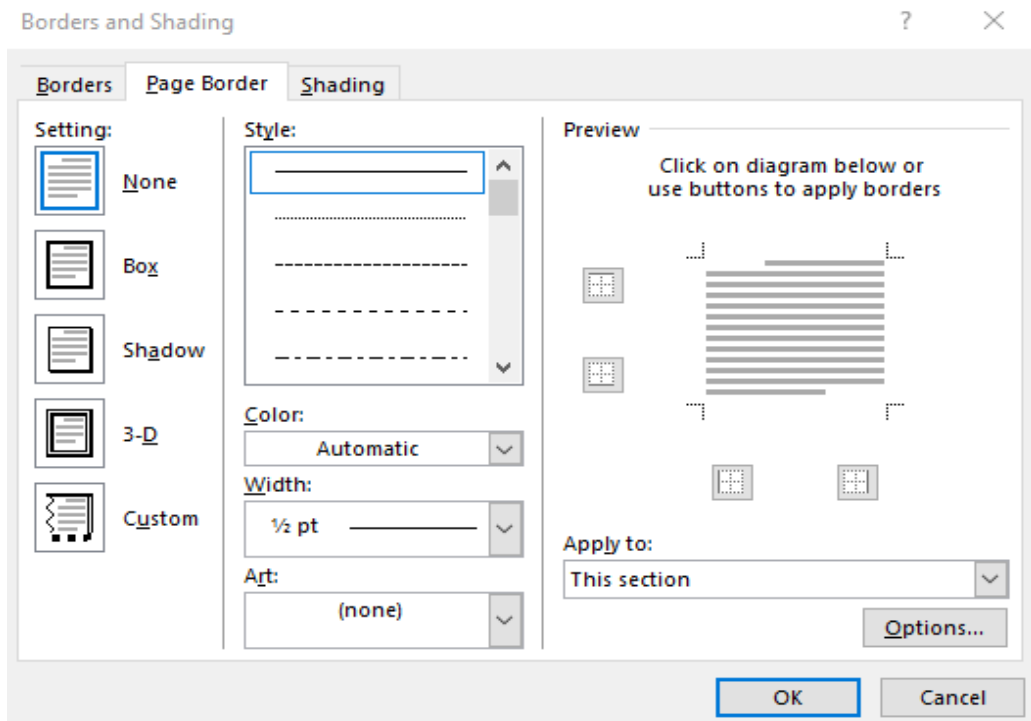 Borders and Shading
?
Borders
Page Border
Shading
Setting:
None
Box
Shadow
3-D
Custom
Style:
Color:
Automatic
Width:
½ pt
Art:
(none)
Preview
Click on diagram below or
use buttons to apply borders
Apply to:
This section
Options...
OK
Cancel